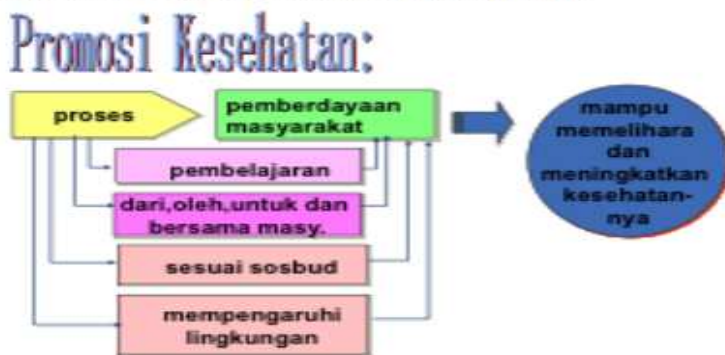 Promosi Kesehatan:
proses
pemberdayaan
masyarakat
pembelajaran
dari,oleh,untuk dan
bersama masy.
sesuai sosbud
mempengaruhi
lingkungan
mampu
memelihara
dan
meningkatkan
kesehatan-
nya